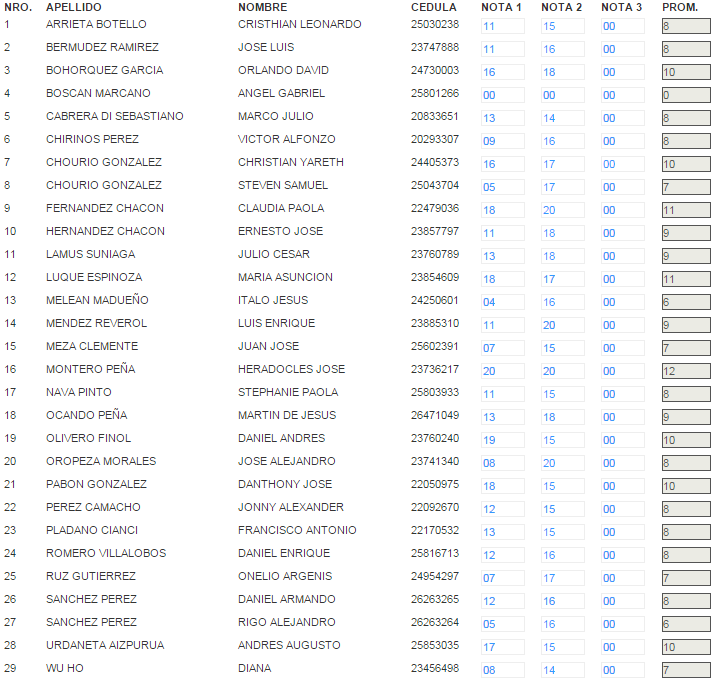 NRO. APELLIDO NOMBRE CEDULA NOTA 1 NOTA 2 NOTA 3 PROM.
1 ARRIETA BOTELLO CRISTHIAN LEONARDO 25030238 11 15 00 8
2 BERMUDEZ RAMIREZ JOSE LUIS 23747888 11 16 00 8
3 BOHORQUEZ GARCIA ORLANDO DAVID 24730003 16 18 00 10
4 BOSCAN MARCANO ANGEL GABRIEL 25801266 00 00 00 0
5 CABRERA DI SEBASTIANO MARCO JULIO 20833651 13 14 00 8
6 CHIRINOS PEREZ VICTOR ALFONZO 20293307 09 16 00 8
7 CHOURIO GONZALEZ CHRISTIAN YARETH 24405373 16 17 00 10
8 CHOURIO GONZALEZ STEVEN SAMUEL 25043704 05 17 00 7
9 FERNANDEZ CHACON CLAUDIA PAOLA 22479036 18 20 00 11
10 HERNANDEZ CHACON ERNESTO JOSE 23857797 11 18 00 9
11 LAMUS SUNIAGA JULIO CESAR 23760789 13 18 00 9
12 LUQUE ESPINOZA MARIA ASUNCION 23854609 18 17 00 11
13 MELEAN MADUEÑO ITALO JESUS 24250601 04 16 00 6
14 MENDEZ REVEROL LUIS ENRIQUE 23885310 11 20 00 9
15 MEZA CLEMENTE JUAN JOSE 25602391 07 15 00 7
16 MONTERO PEÑA HERADOCLES JOSE 23736217 20 20 00 12
17 NAVA PINTO STEPHANIE PAOLA 25803933 11 15 00 8
18 OCANDO PEÑA MARTIN DE JESUS 26471049 13 18 00 9
19 OLIVERO FINOL DANIEL ANDRES 23760240 19 15 00 10
20 OROPEZA MORALES JOSE ALEJANDRO 23741340 08 20 00 8
21 PABON GONZALEZ DANTHONY JOSE 22050975 18 15 00 10
22 PEREZ CAMACHO JONNY ALEXANDER 22092670 12 15 00 8
23 PLADANO CIANCI FRANCISCO ANTONIO 22170532 13 15 00 8
24 ROMERO VILLALOBOS DANIEL ENRIQUE 25816713 12 16 00 8
25 RUZ GUTIERREZ ONELIO ARGENIS 24954297 07 17 00 7
26 SANCHEZ PEREZ DANIEL ARMANDO 26263265 12 16 00 8
27 SANCHEZ PEREZ RIGO ALEJANDRO 26263264 05 16 00 6
28 URDANETA AIZPURUA ANDRES AUGUSTO 25853035 17 15 00 10
29 WU HO DIANA 23456498 08 14 00 7